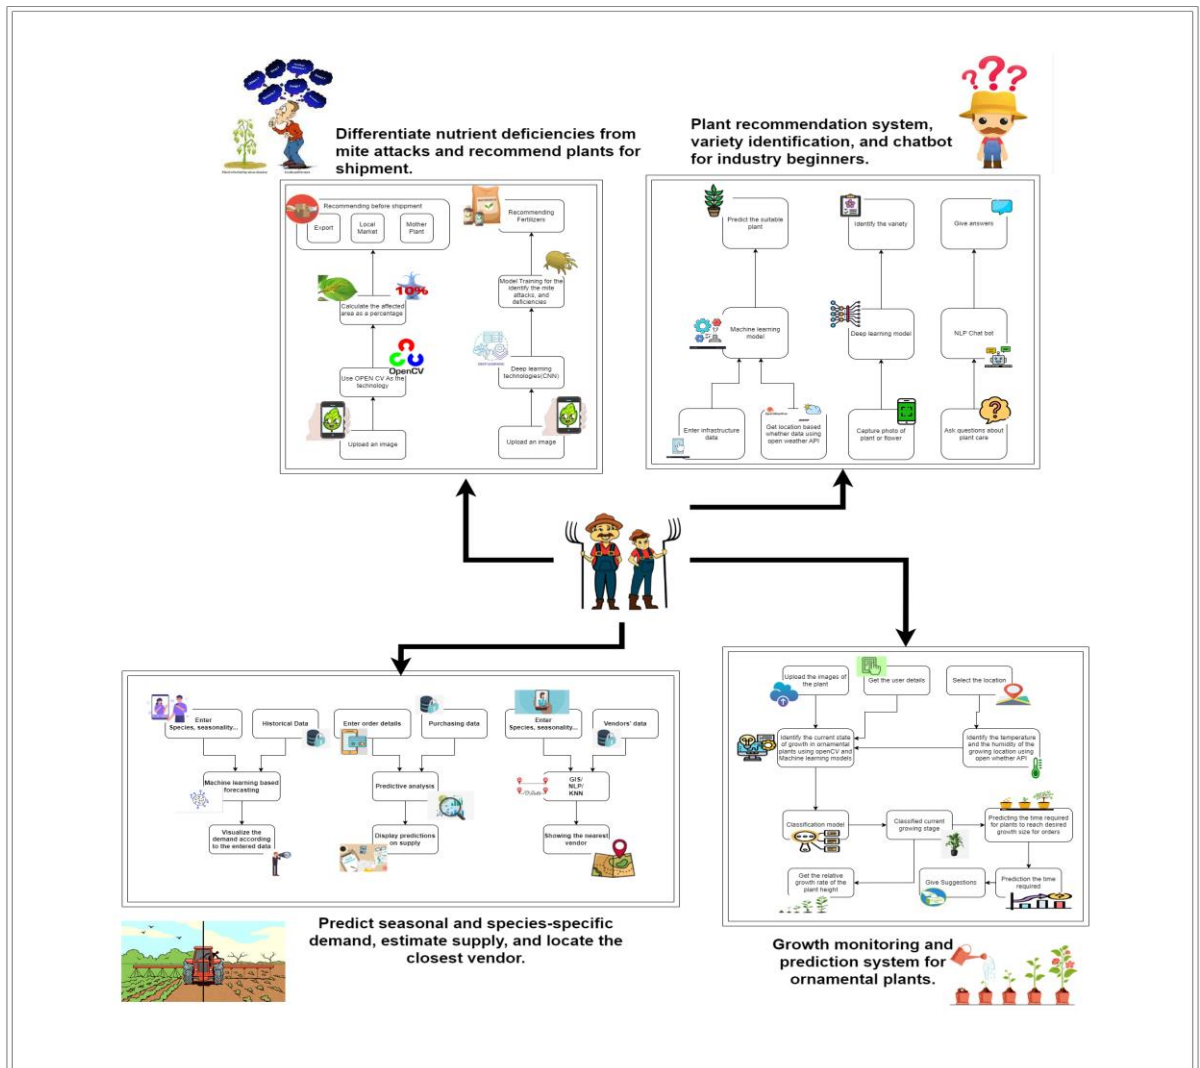 Differentiate nutrient deficiencies from
mite attacks and recommend plants for
shipment.
Recommending before shippment
Export
Local
Market
Mother
Plant
Recommending
Fertilizers
10%
Calculate the affected
area as a percentage
Model Training for the
identify the mite
attacks, and
deficiencies
OpenCV
Use OPEN CV As the
technology
Deep learning
technologies(CNN)
Upload an image
Upload an image
Plant recommendation system,
variety identification, and chatbot
for industry beginners.
Predict the suitable
plant
Identify the variety
Give answers
Machine learning
model
Deep learning model
NLP Chat bot
Enter infrastructure
data
Get location based
whether data using
open weather API
Capture photo of
plant or flower
Ask questions about
plant care
Enter
Species, seasonality...
Historical Data
Enter order details
Purchasing data
Enter
Species, seasonality...
Vendors' data
Machine learning based
forecasting
Predictive analysis
GIS/
NLP/
KNN
Visualize the
demand according
to the entered data
Display predictions
on supply
Showing the nearest
vendor
Predict seasonal and species-specific
demand, estimate supply, and locate the
closest vendor.
Upload the images of
the plant
Get the user details
Select the location
Identify the current state
of growth in ornamental
plants using openCV and
Machine learning models
Identify the temperature
and the humidity of the
growing location using
open whether API
Classification model
Classified current
growing stage
Predicting the time required
for plants to reach desired
growth size for orders
Get the relative
growth rate of the
plant height
Give Suggestions
Prediction the time
required
Growth monitoring and
prediction system for
ornamental plants.